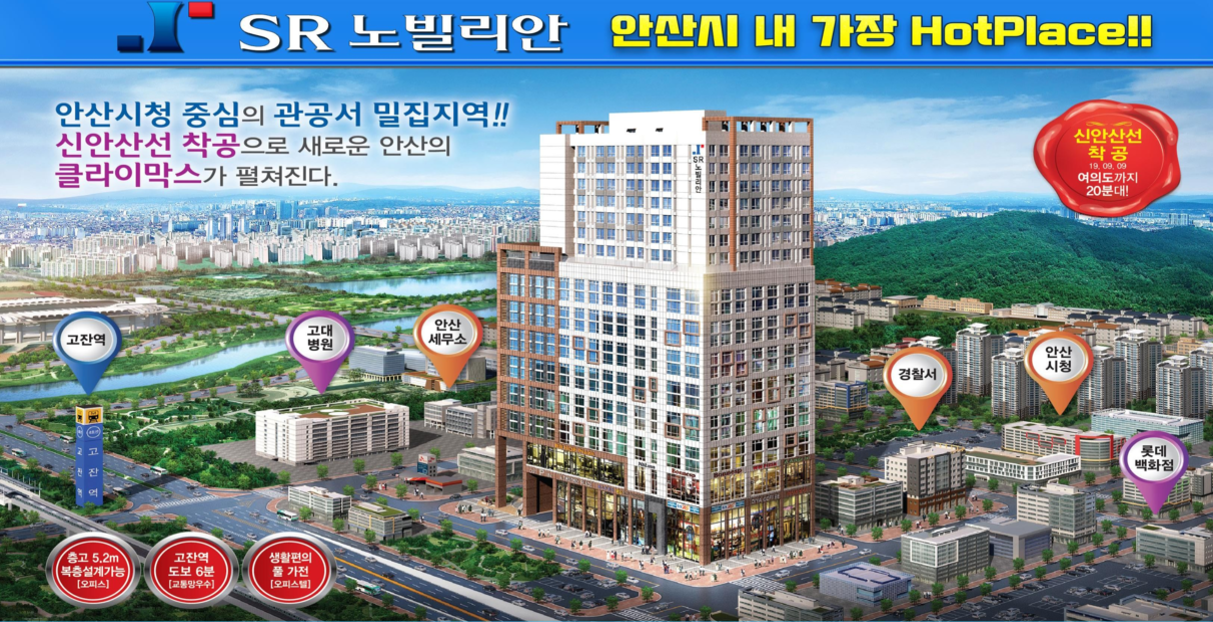 SR 노빌리안 안산시 내 가장 HotPlace!!
안산시청 중심의 관공서 밀집지역!!
신안산선 착공으로 새로운 안산의
클라이막스가 펼쳐진다.
신안산선
착 공
19. 09. 09
여의도까지
20분대!
SR 노빌리안
고잔역
고대
병원
안산
세무소
경찰서
안산
시청
롯데
백화점
고잔역
층고 5.2m
복층설계가능
[오피스]
고잔역
도보 6분
[교통망우수]
생활편의
풀 가전
[오피스텔]